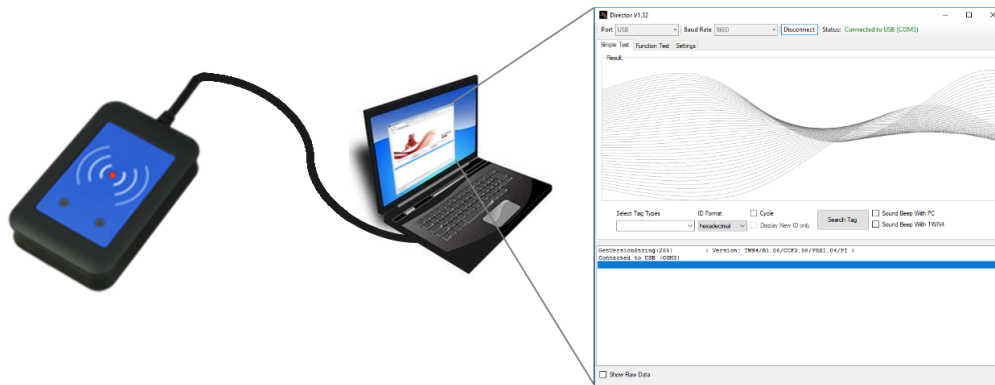 Director V1.32
Port USB Baud Rate 9600 Disconnect Status: Connected to USB (COM3)
Simple Test Function Test Settings
Result
Select Tag Types ID Format Cycle Search Tag Sound Beep With PC
hexadecimal Display New ID only Sound Beep With TWN4
GetVersionString(255) ( Version: TWN4/B1.06/CCF3.08/PRS1.04/PI )
Connected to USB (COM3)
Show Raw Data